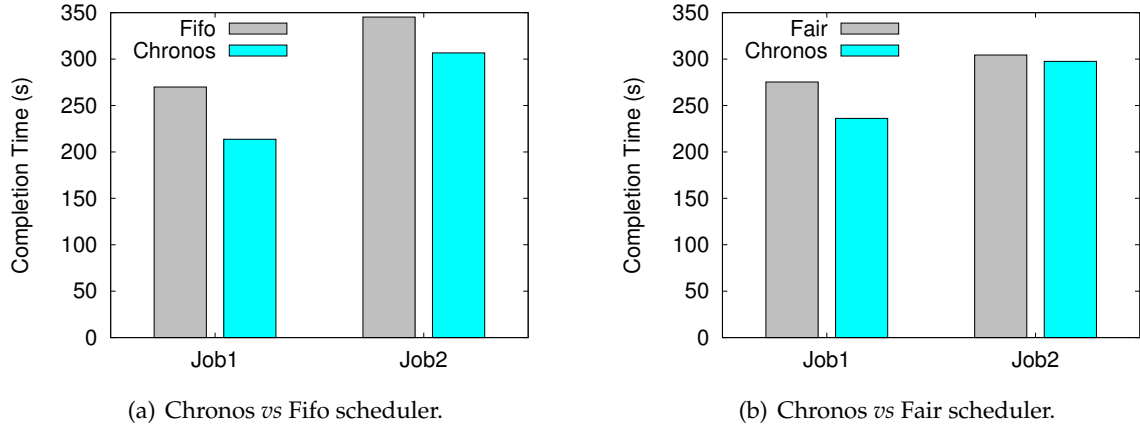 350
300
250
200
150
100
50
0
Completion Time (s)
Fifo
Chronos
Job1
Job2
(a) Chronos vs Fifo scheduler.
350
300
250
200
150
100
50
0
Completion Time (s)
Fair
Chronos
Job1
Job2
(b) Chronos vs Fair scheduler.